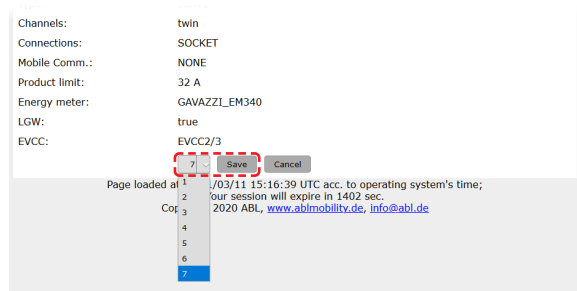 Channels: twin
Connections: SOCKET
Mobile Comm.: NONE
Product limit: 32 A
Energy meter: GAVAZZI_EM340
LGW: true
EVCC: EVCC2/3
7 Save Cancel
Page loaded at 1/03/11 15:16:39 UTC acc. to operating system's time;
our session will expire in 1402 sec.
2020 ABL, www.ablmobility.de, info@abl.de
1
2
3
4
5
6
7